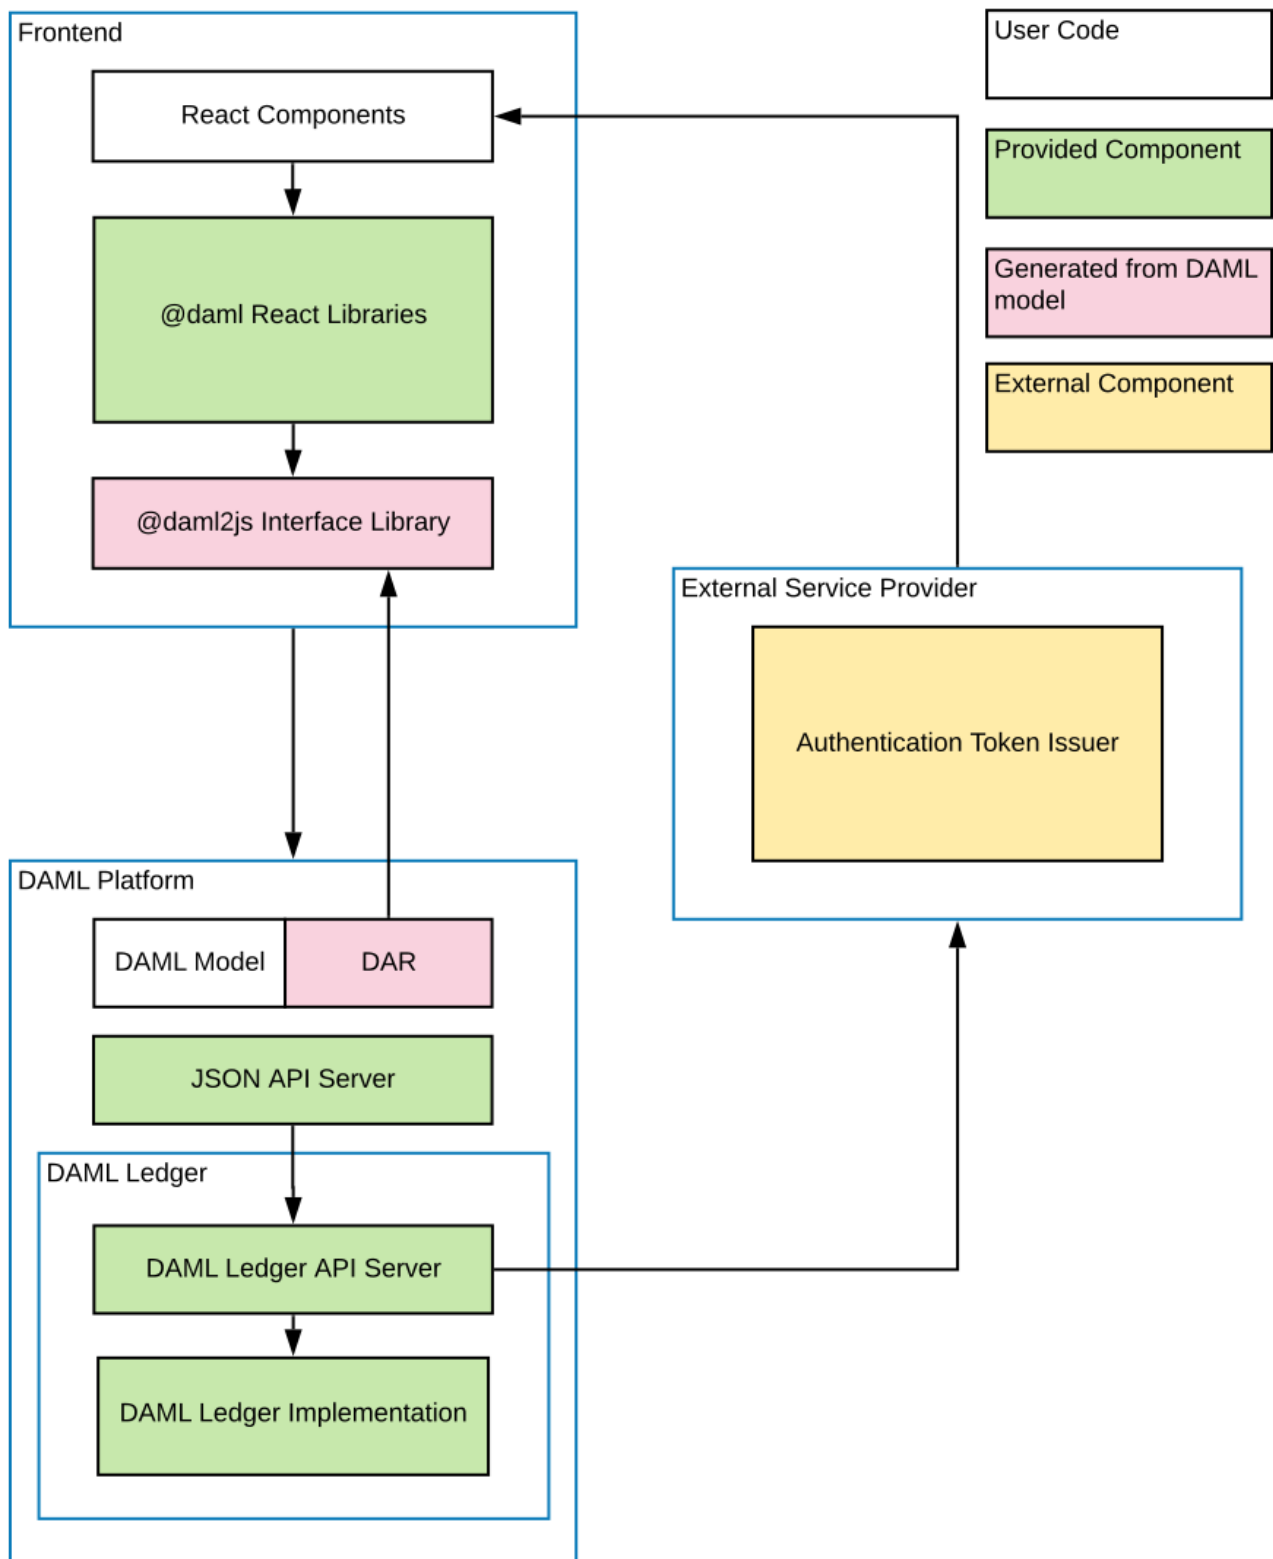 Frontend
React Components
@daml React Libraries
@daml2js Interface Library
User Code
Provided Component
Generated from DAML
model
External Component
External Service Provider
Authentication Token Issuer
DAML Platform
DAML Model
DAR
JSON API Server
DAML Ledger
DAML Ledger API Server
DAML Ledger Implementation